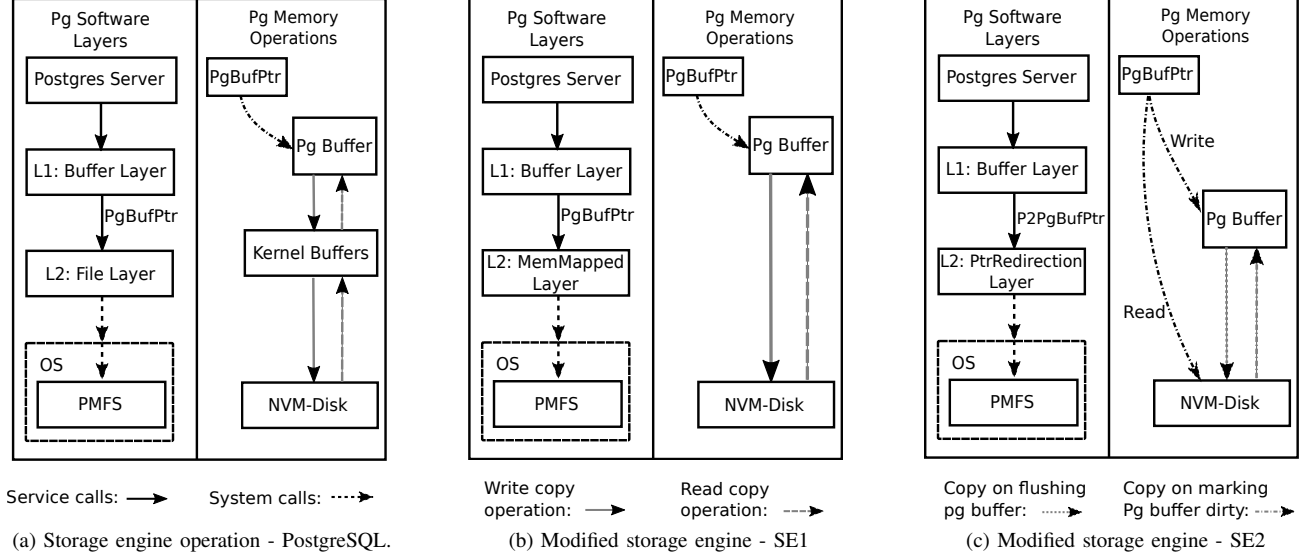 Pg Software
Layers
Pg Memory
Operations
Postgres Server
PgBufPtr
Pg Buffer
L1: Buffer Layer
PgBufPtr
Kernel Buffers
L2: File Layer
OS
PMFS
NVM-Disk
Service calls:
System calls:
(a) Storage engine operation - PostgreSQL.
Pg Software
Layers
Pg Memory
Operations
Postgres Server
PgBufPtr
Pg Buffer
L1: Buffer Layer
PgBufPtr
L2: MemMapped
Layer
OS
PMFS
NVM-Disk
Write copy
operation:
Read copy
operation:
(b) Modified storage engine - SE1
Pg Software
Layers
Pg Memory
Operations
Postgres Server
PgBufPtr
Write
L1: Buffer Layer
P2PgBufPtr
Pg Buffer
L2: PtrRedirection
Layer
Read
OS
PMFS
NVM-Disk
Copy on flushing
pg buffer:
Copy on marking
Pg buffer dirty:
(c) Modified storage engine - SE2